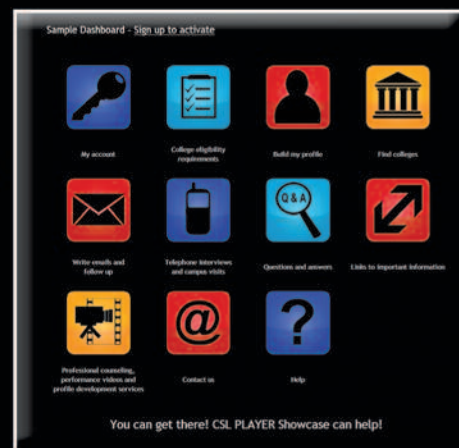 Sample Dashboard - Sign up to activate
My account
College eligibility
requirements
Build my profile
Find colleges
Write emails and
follow up
Telephone interviews
and campus visits
Q & A
Questions and answers
Links to important information
Professional counseling,
performance videos and
profile development services
@
Contact us
?
Help
You can get there! CSL PLAYER Showcase can help!